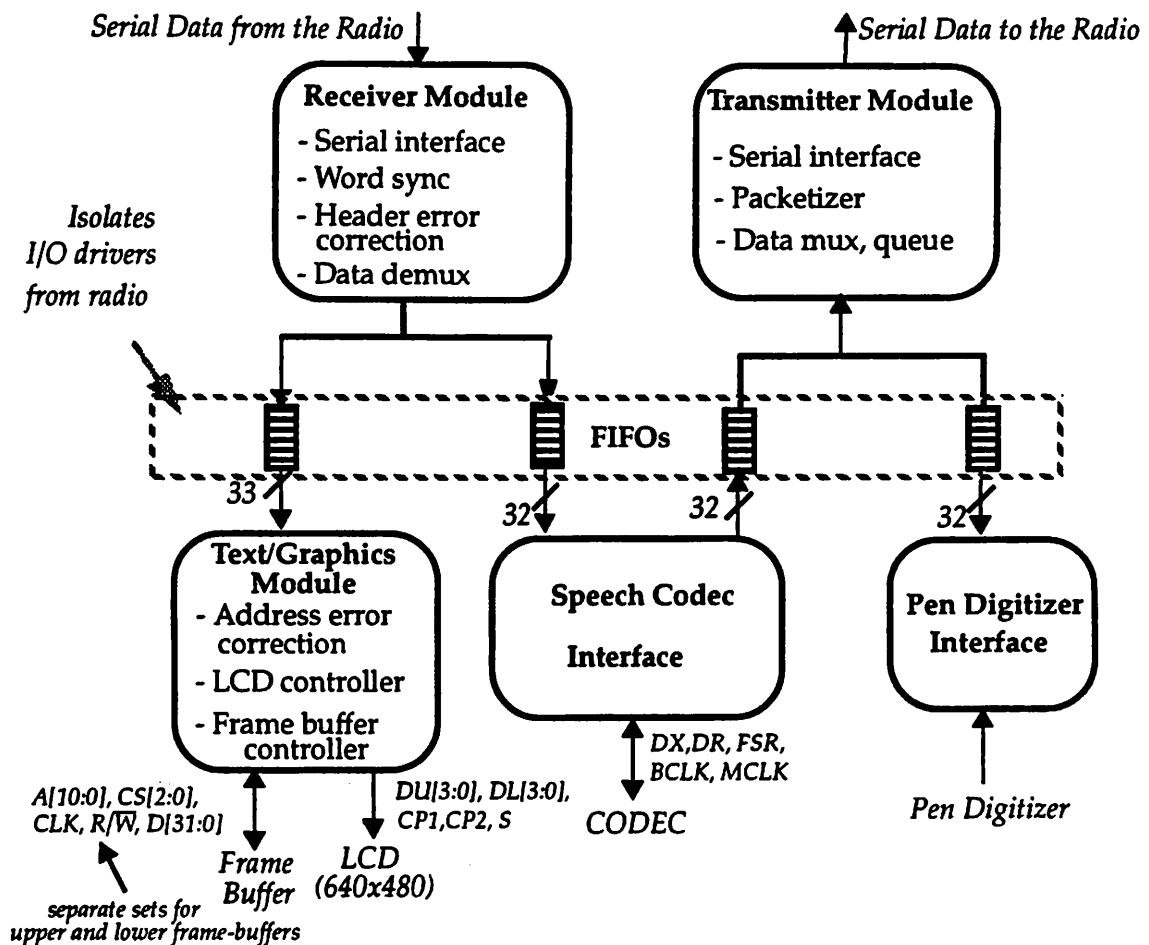 Serial Data from the Radio
Serial Data to the Radio
Receiver Module
- Serial interface
- Word sync
- Header error
correction
- Data demux
Transmitter Module
- Serial interface
- Packetizer
- Data mux, queue
Isolates
I/O drivers
from radio
FIFOs
33
32
32
32
Text/Graphics
Module
- Address error
correction
- LCD controller
- Frame buffer
controller
Speech Codec
Interface
Pen Digitizer
Interface
A[10:0], CS[2:0],
CLK, R/W̅, D[31:0]
DU[3:0], DL[3:0],
CP1,CP2, S
DX,DR, FSR,
BCLK, MCLK
CODEC
Pen Digitizer
Frame
Buffer
LCD
(640x480)
separate sets for
upper and lower frame-buffers